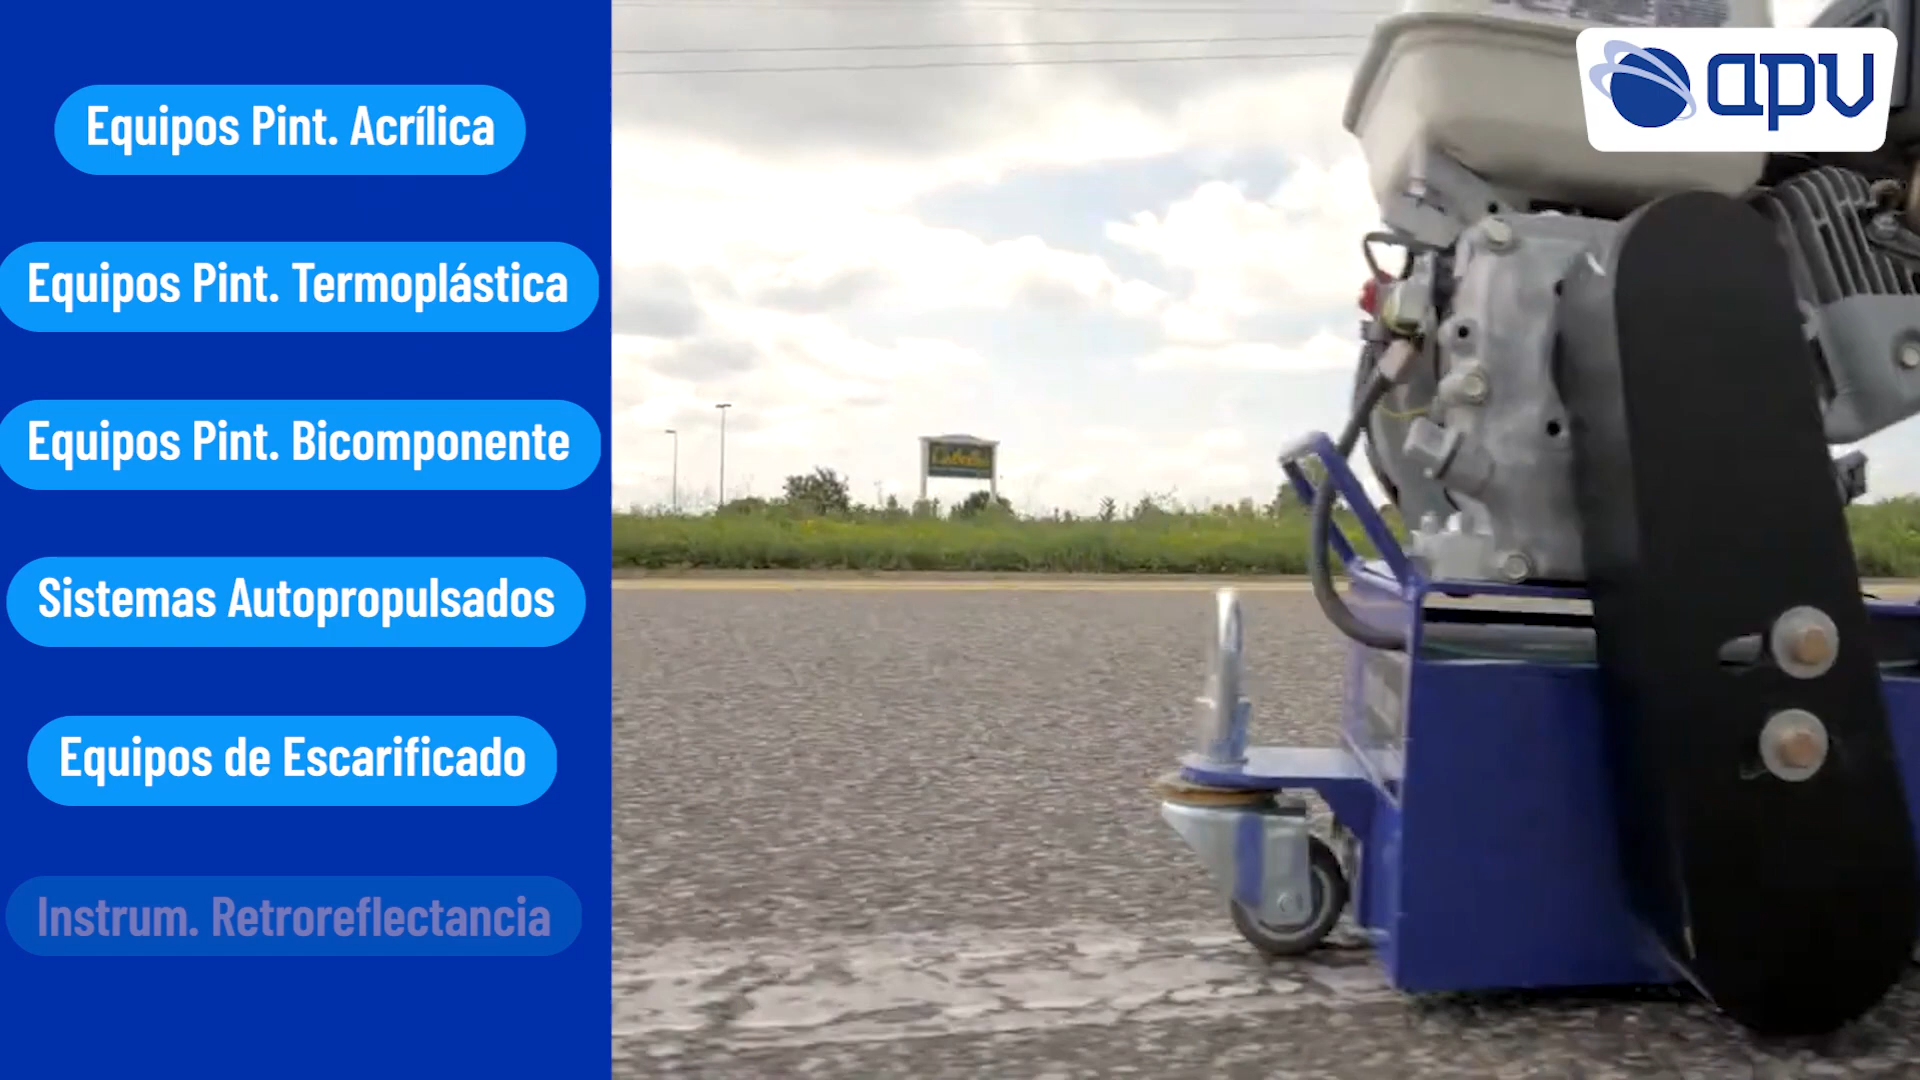 Equipos Pint. Acrílica
Equipos Pint. Termoplástica
Equipos Pint. Bicomponente
Sistemas Autopropulsados
Equipos de Escarificado
Instrum. Retroreflectancia
apv